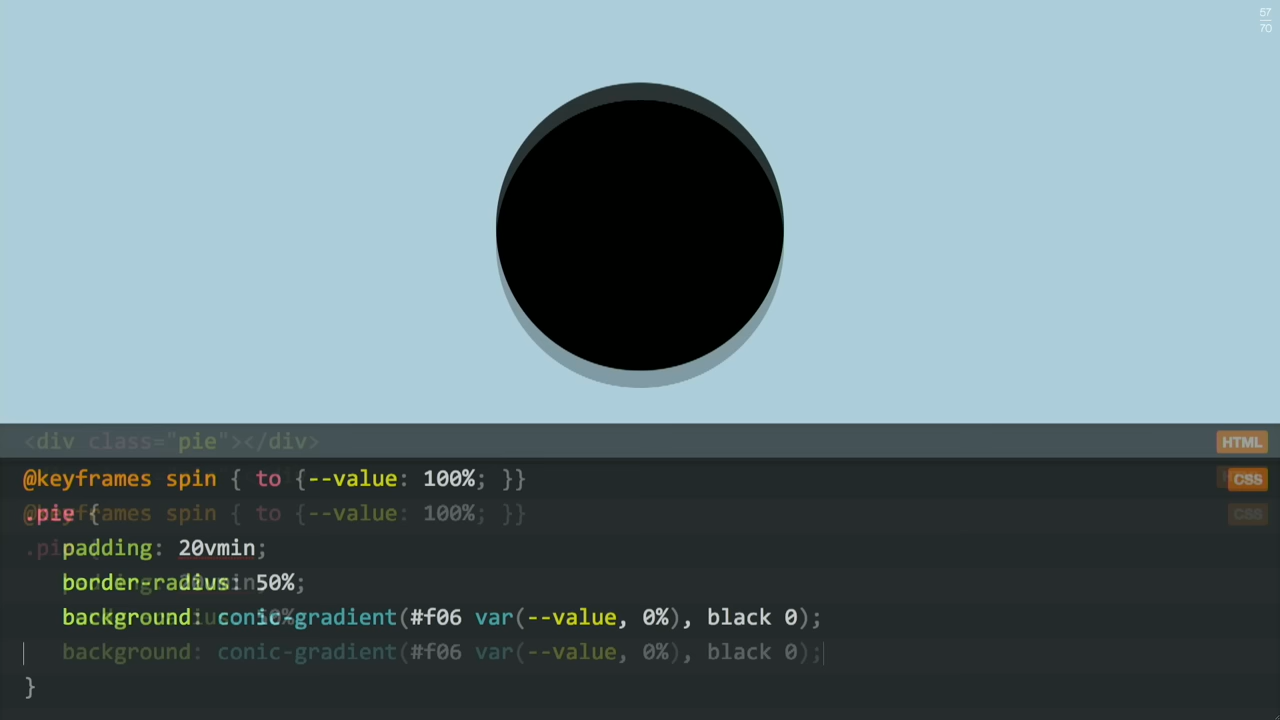 57
70
<div class="pie"></div>
HTML
@keyframes spin { to {--value: 100%; }}
CSS
.pie {
@keyframes spin { to {--value: 100%; }}
CSS
padding: 20vmin;
border-radius: 50%;
background: conic-gradient(#f06 var(--value, 0%), black 0);
background: conic-gradient(#f06 var(--value, 0%), black 0);
}